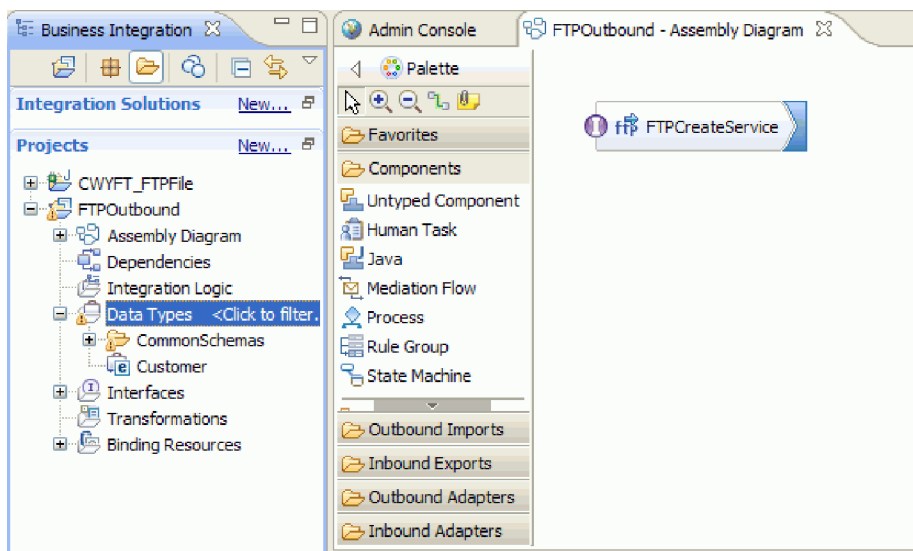 Business Integration
Integration Solutions New...
Projects New...
CWYFT_FTPFile
FTPOutbound
Assembly Diagram
Dependencies
Integration Logic
Data Types <Click to filter.
CommonSchemas
Customer
Interfaces
Transformations
Binding Resources
Admin Console
FTPOutbound - Assembly Diagram
Palette
Favorites
Components
Untyped Component
Human Task
Java
Mediation Flow
Process
Rule Group
State Machine
Outbound Imports
Inbound Exports
Outbound Adapters
Inbound Adapters
ftp FTPCreateService